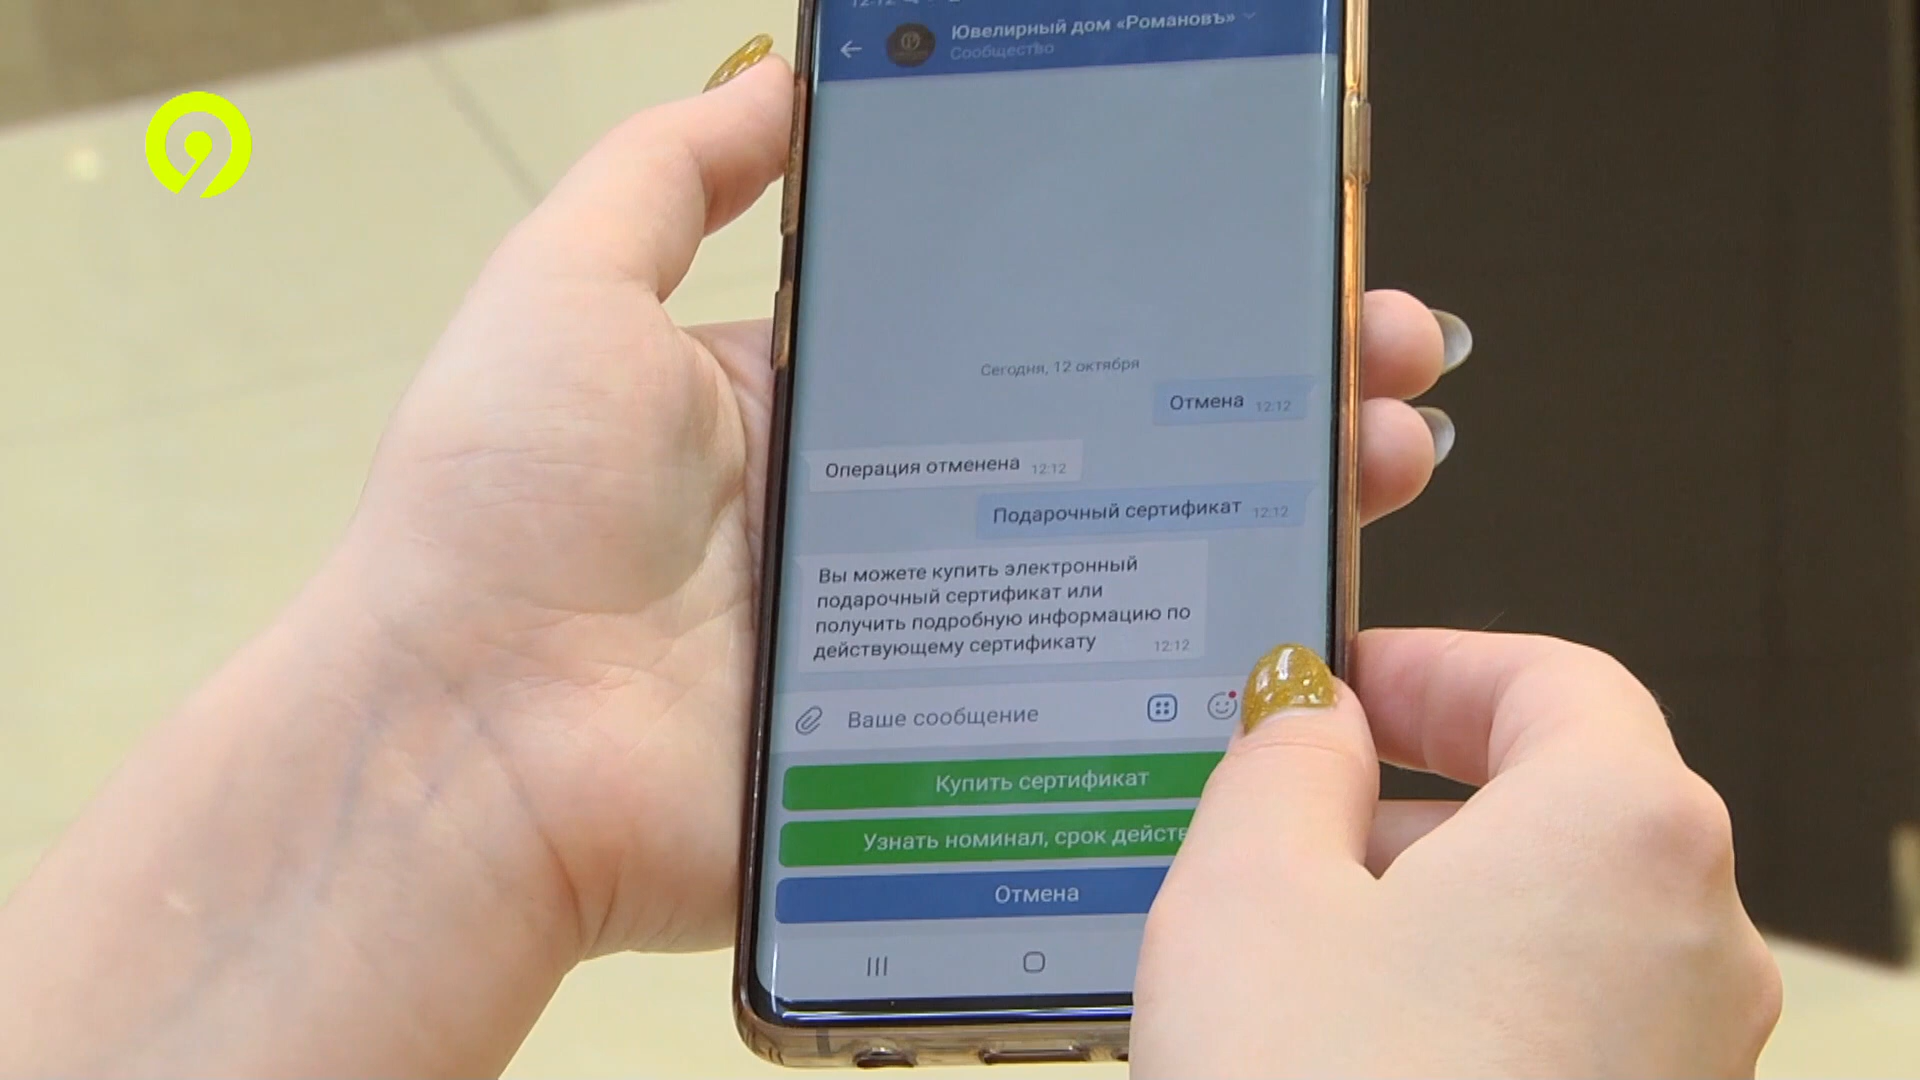 12:12
Ювелирный дом «Романовъ»
Сообщество
Сегодня, 12 октября
Отмена 12:12
Операция отменена 12:12
Подарочный сертификат 12:12
Вы можете купить электронный
подарочный сертификат или
получить подробную информацию по
действующему сертификату 12:12
Ваше сообщение
Купить сертификат
Узнать номинал, срок действ
Отмена